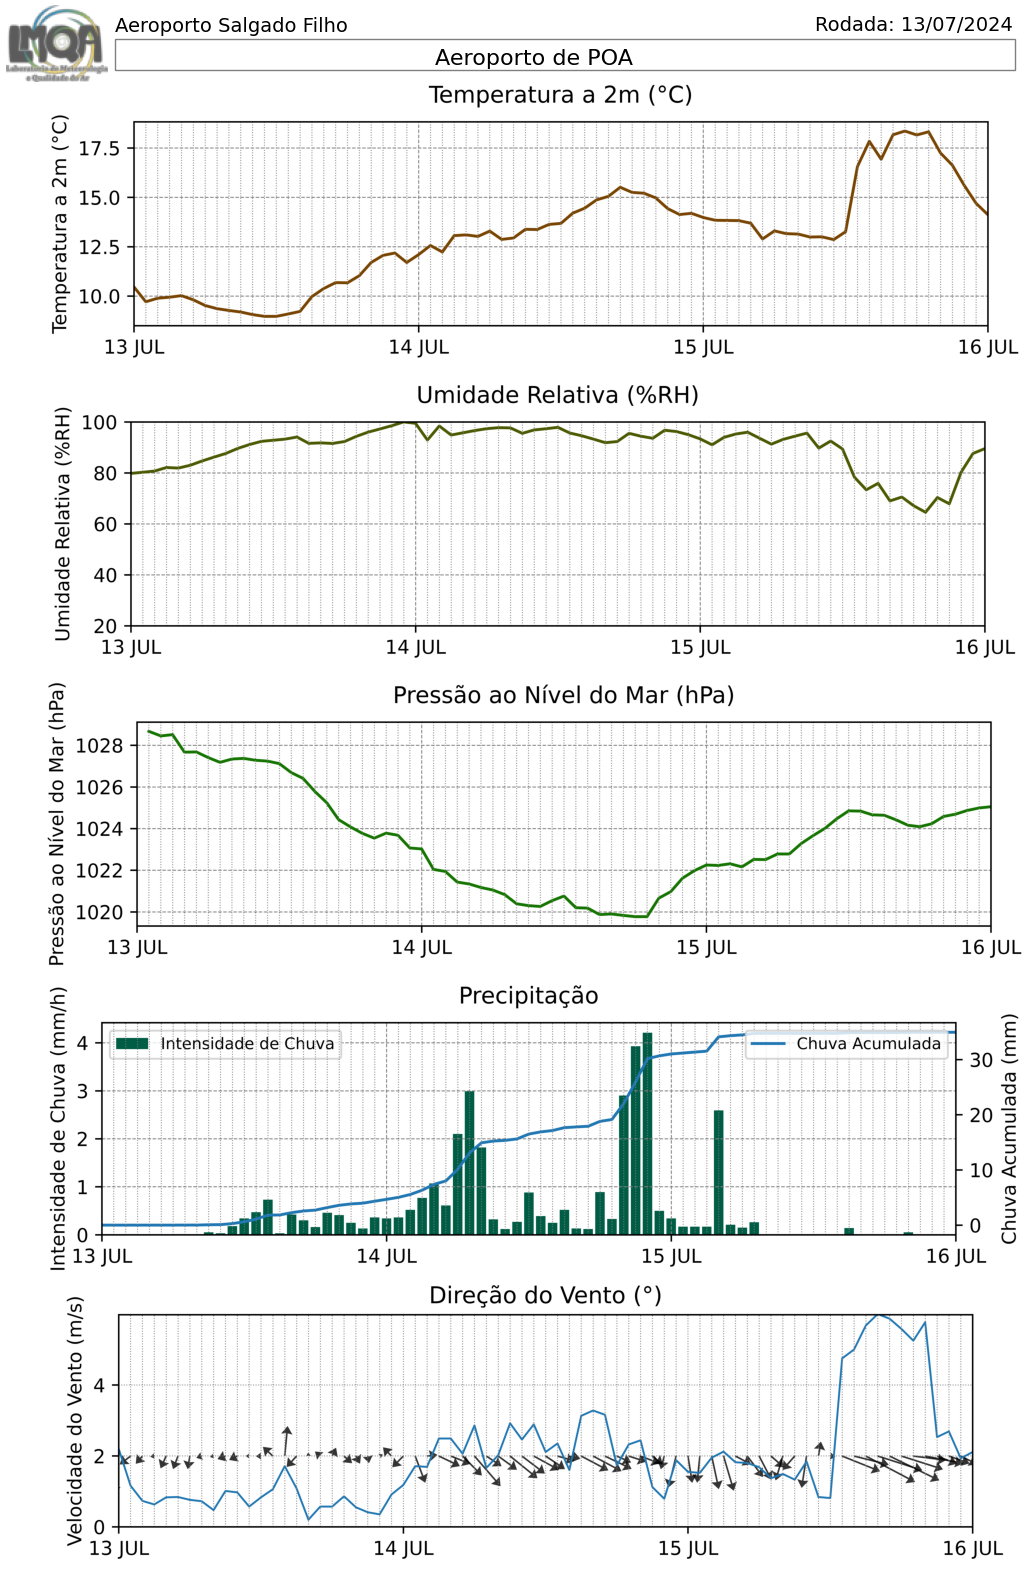 LMQA
Laboratório de Meteorologia
e Qualidade do Ar
Aeroporto Salgado Filho
Rodada: 13/07/2024
Aeroporto de POA
Temperatura a 2m (°C)
Temperatura a 2m (°C)
17.5
15.0
12.5
10.0
13 JUL
14 JUL
15 JUL
16 JUL
Umidade Relativa (%RH)
Umidade Relativa (%RH)
100
80
60
40
20
13 JUL
14 JUL
15 JUL
16 JUL
Pressão ao Nível do Mar (hPa)
Pressão ao Nível do Mar (hPa)
1028
1026
1024
1022
1020
13 JUL
14 JUL
15 JUL
16 JUL
Precipitação
Intensidade de Chuva (mm/h)
4
3
2
1
0
Intensidade de Chuva
Chuva Acumulada
30
20
10
0
Chuva Acumulada (mm)
13 JUL
14 JUL
15 JUL
16 JUL
Direção do Vento (°)
Velocidade do Vento (m/s)
4
2
0
13 JUL
14 JUL
15 JUL
16 JUL